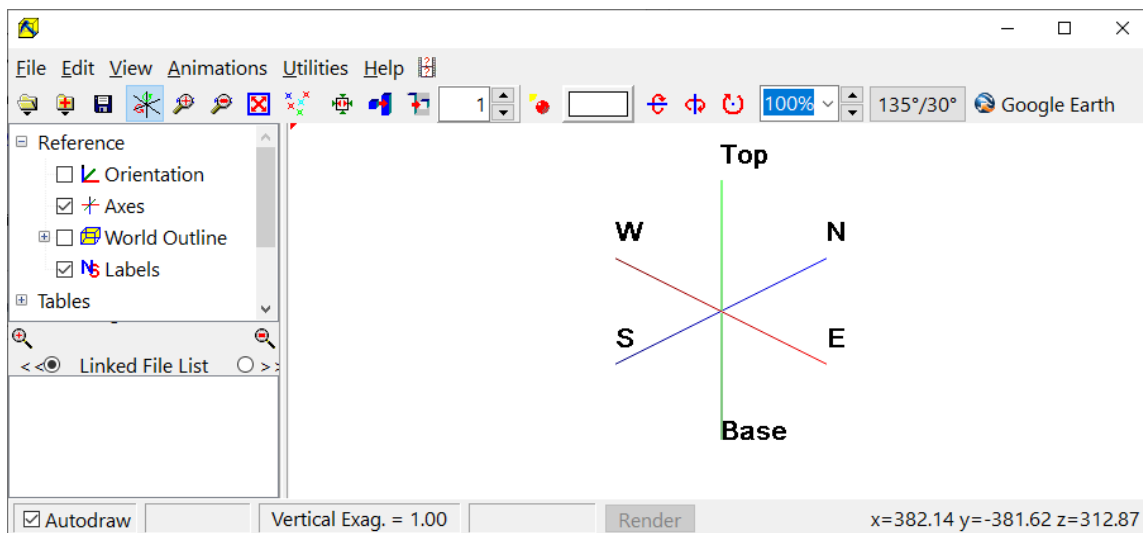 File Edit View Animations Utilities Help
1 100% 135°/30° Google Earth
Reference
Orientation
Axes
World Outline
NS Labels
Tables
<< Linked File List >>
Top
W N
S E
Base
Autodraw Vertical Exag. = 1.00 Render x=382.14 y=-381.62 z=312.87